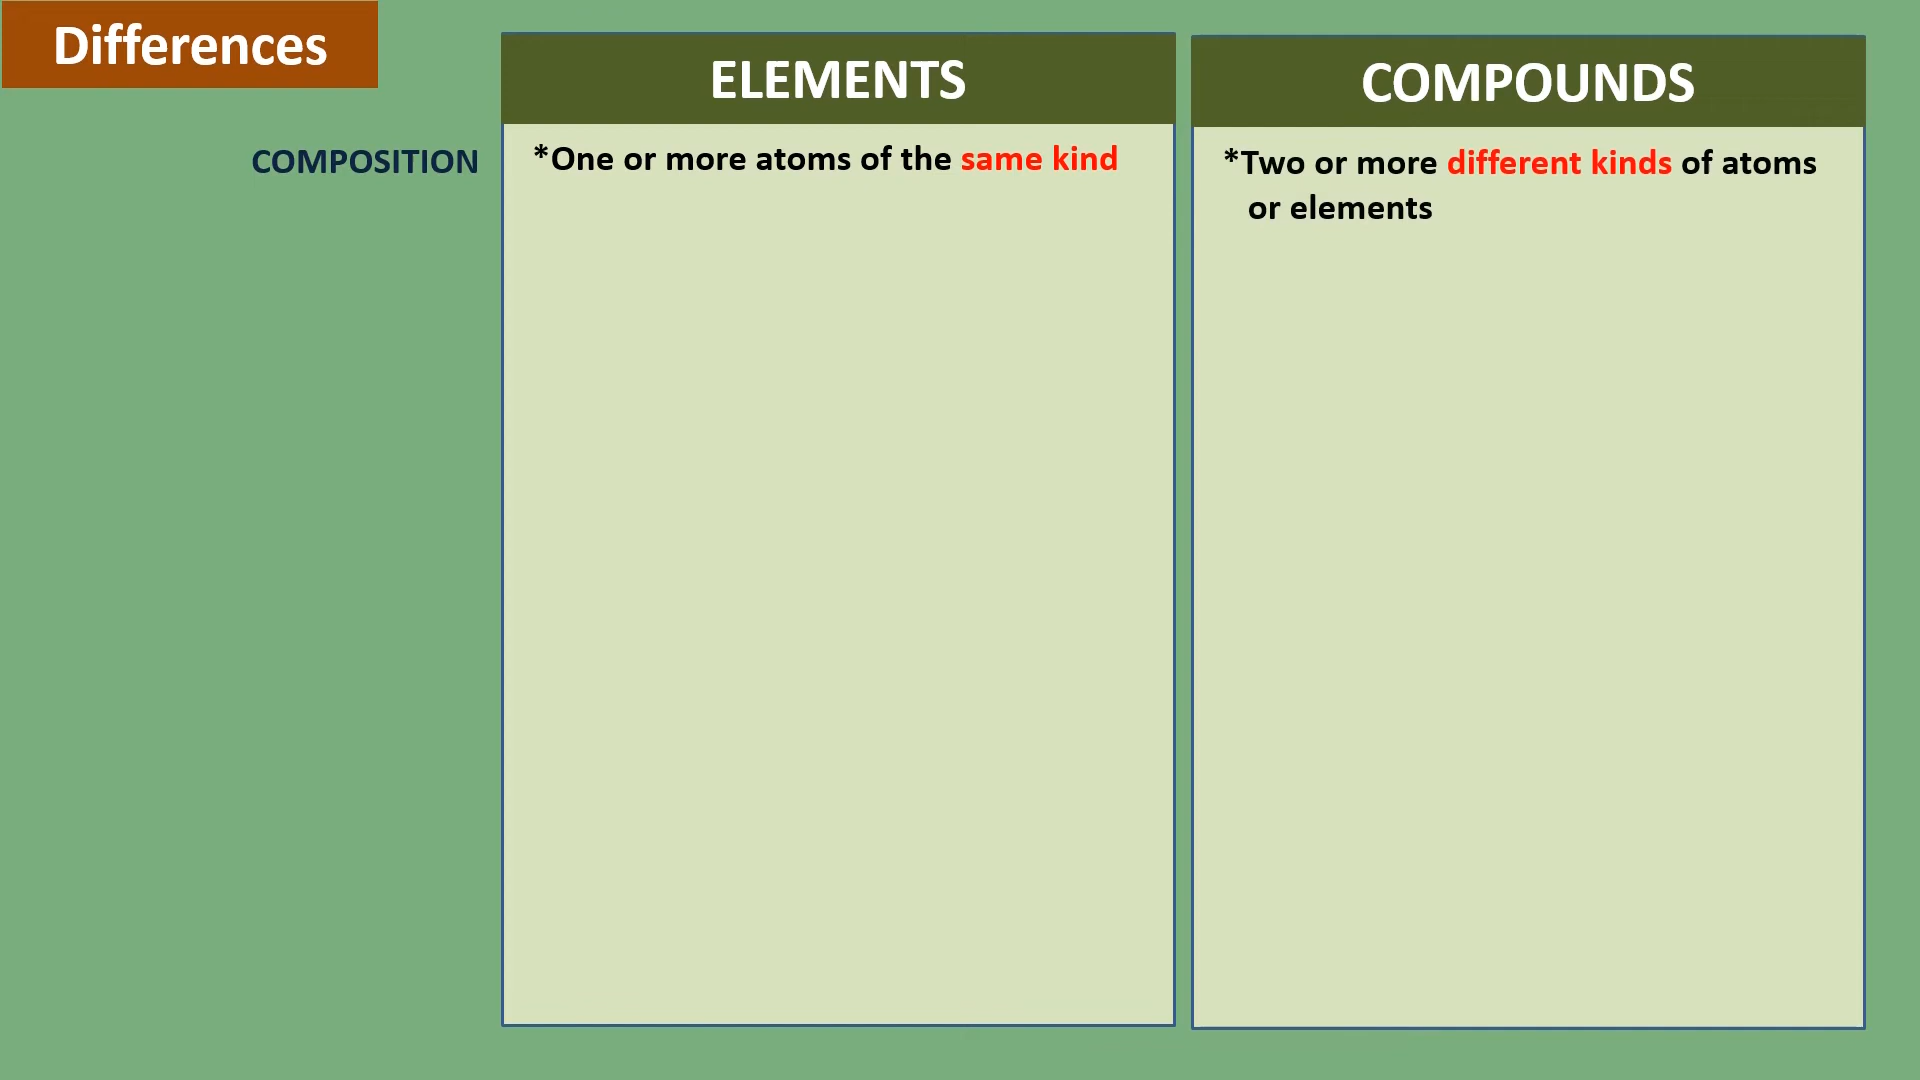 Differences
ELEMENTS
COMPOUNDS
COMPOSITION
*One or more atoms of the same kind
*Two or more different kinds of atoms
or elements